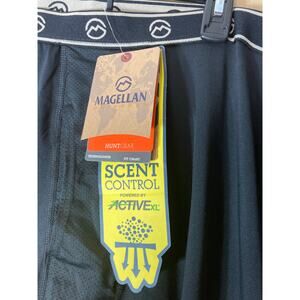 MAGELLAN
HUNTGEAR
SCENT
CONTROL
POWERED BY
ACTIVEXL